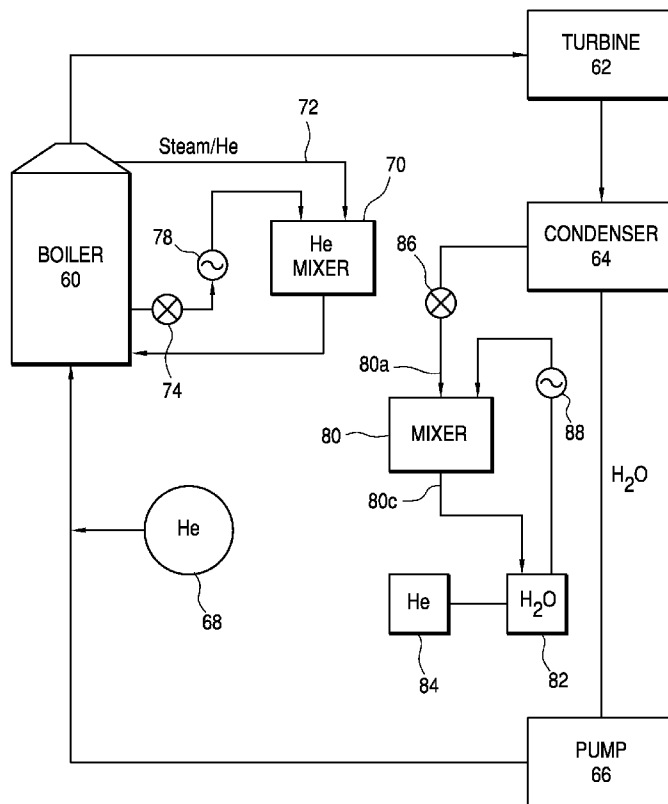 TURBINE
62
72
Steam/He
70
He
MIXER
78
BOILER
60
CONDENSER
64
86
74
80a
80
MIXER
88
80c
H2O
He
68
He
H2O
84
82
PUMP
66